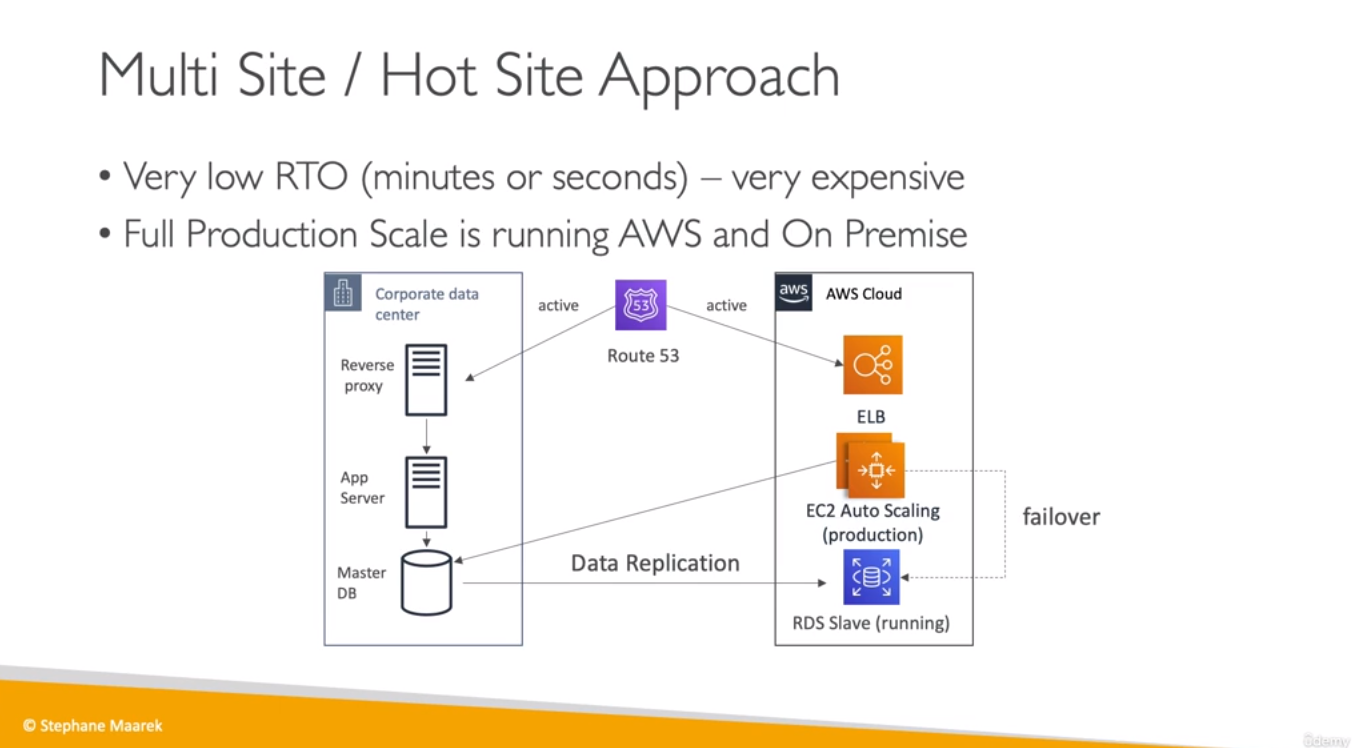 Multi Site / Hot Site Approach
• Very low RTO (minutes or seconds) – very expensive
• Full Production Scale is running AWS and On Premise
Corporate data
center
active
53
active
aws
AWS Cloud
Route 53
Reverse
proxy
ELB
App
Server
EC2 Auto Scaling
(production)
failover
Master
DB
Data Replication
RDS Slave (running)
© Stephane Maarek
ûdemy